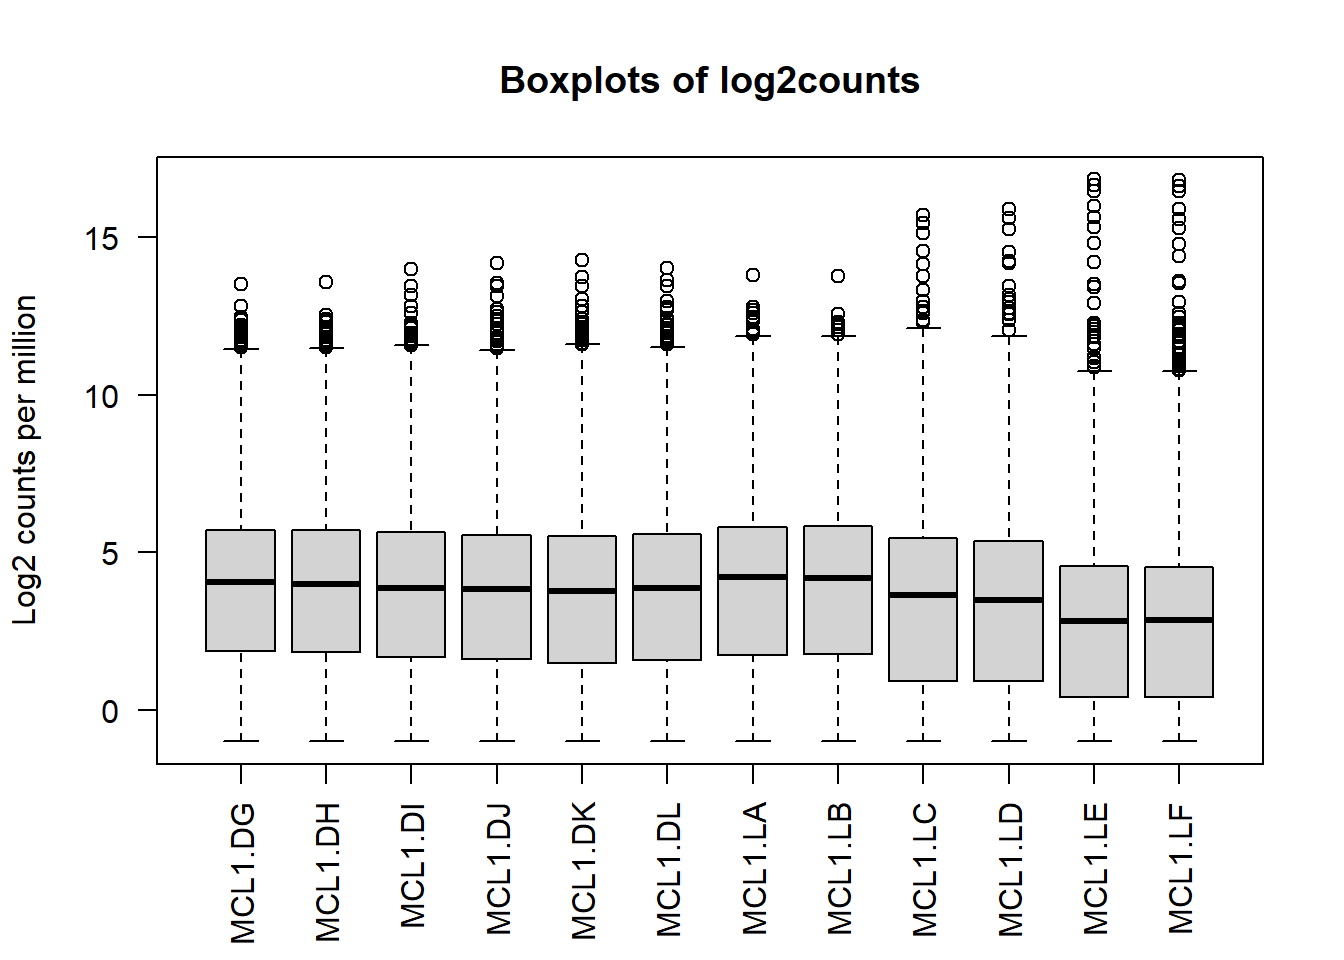 Boxplots of log2counts
Log2 counts per million
15
10
5
0
MCL1.DG
MCL1.DH
MCL1.DI
MCL1.DJ
MCL1.DK
MCL1.DL
MCL1.LA
MCL1.LB
MCL1.LC
MCL1.LD
MCL1.LE
MCL1.LF